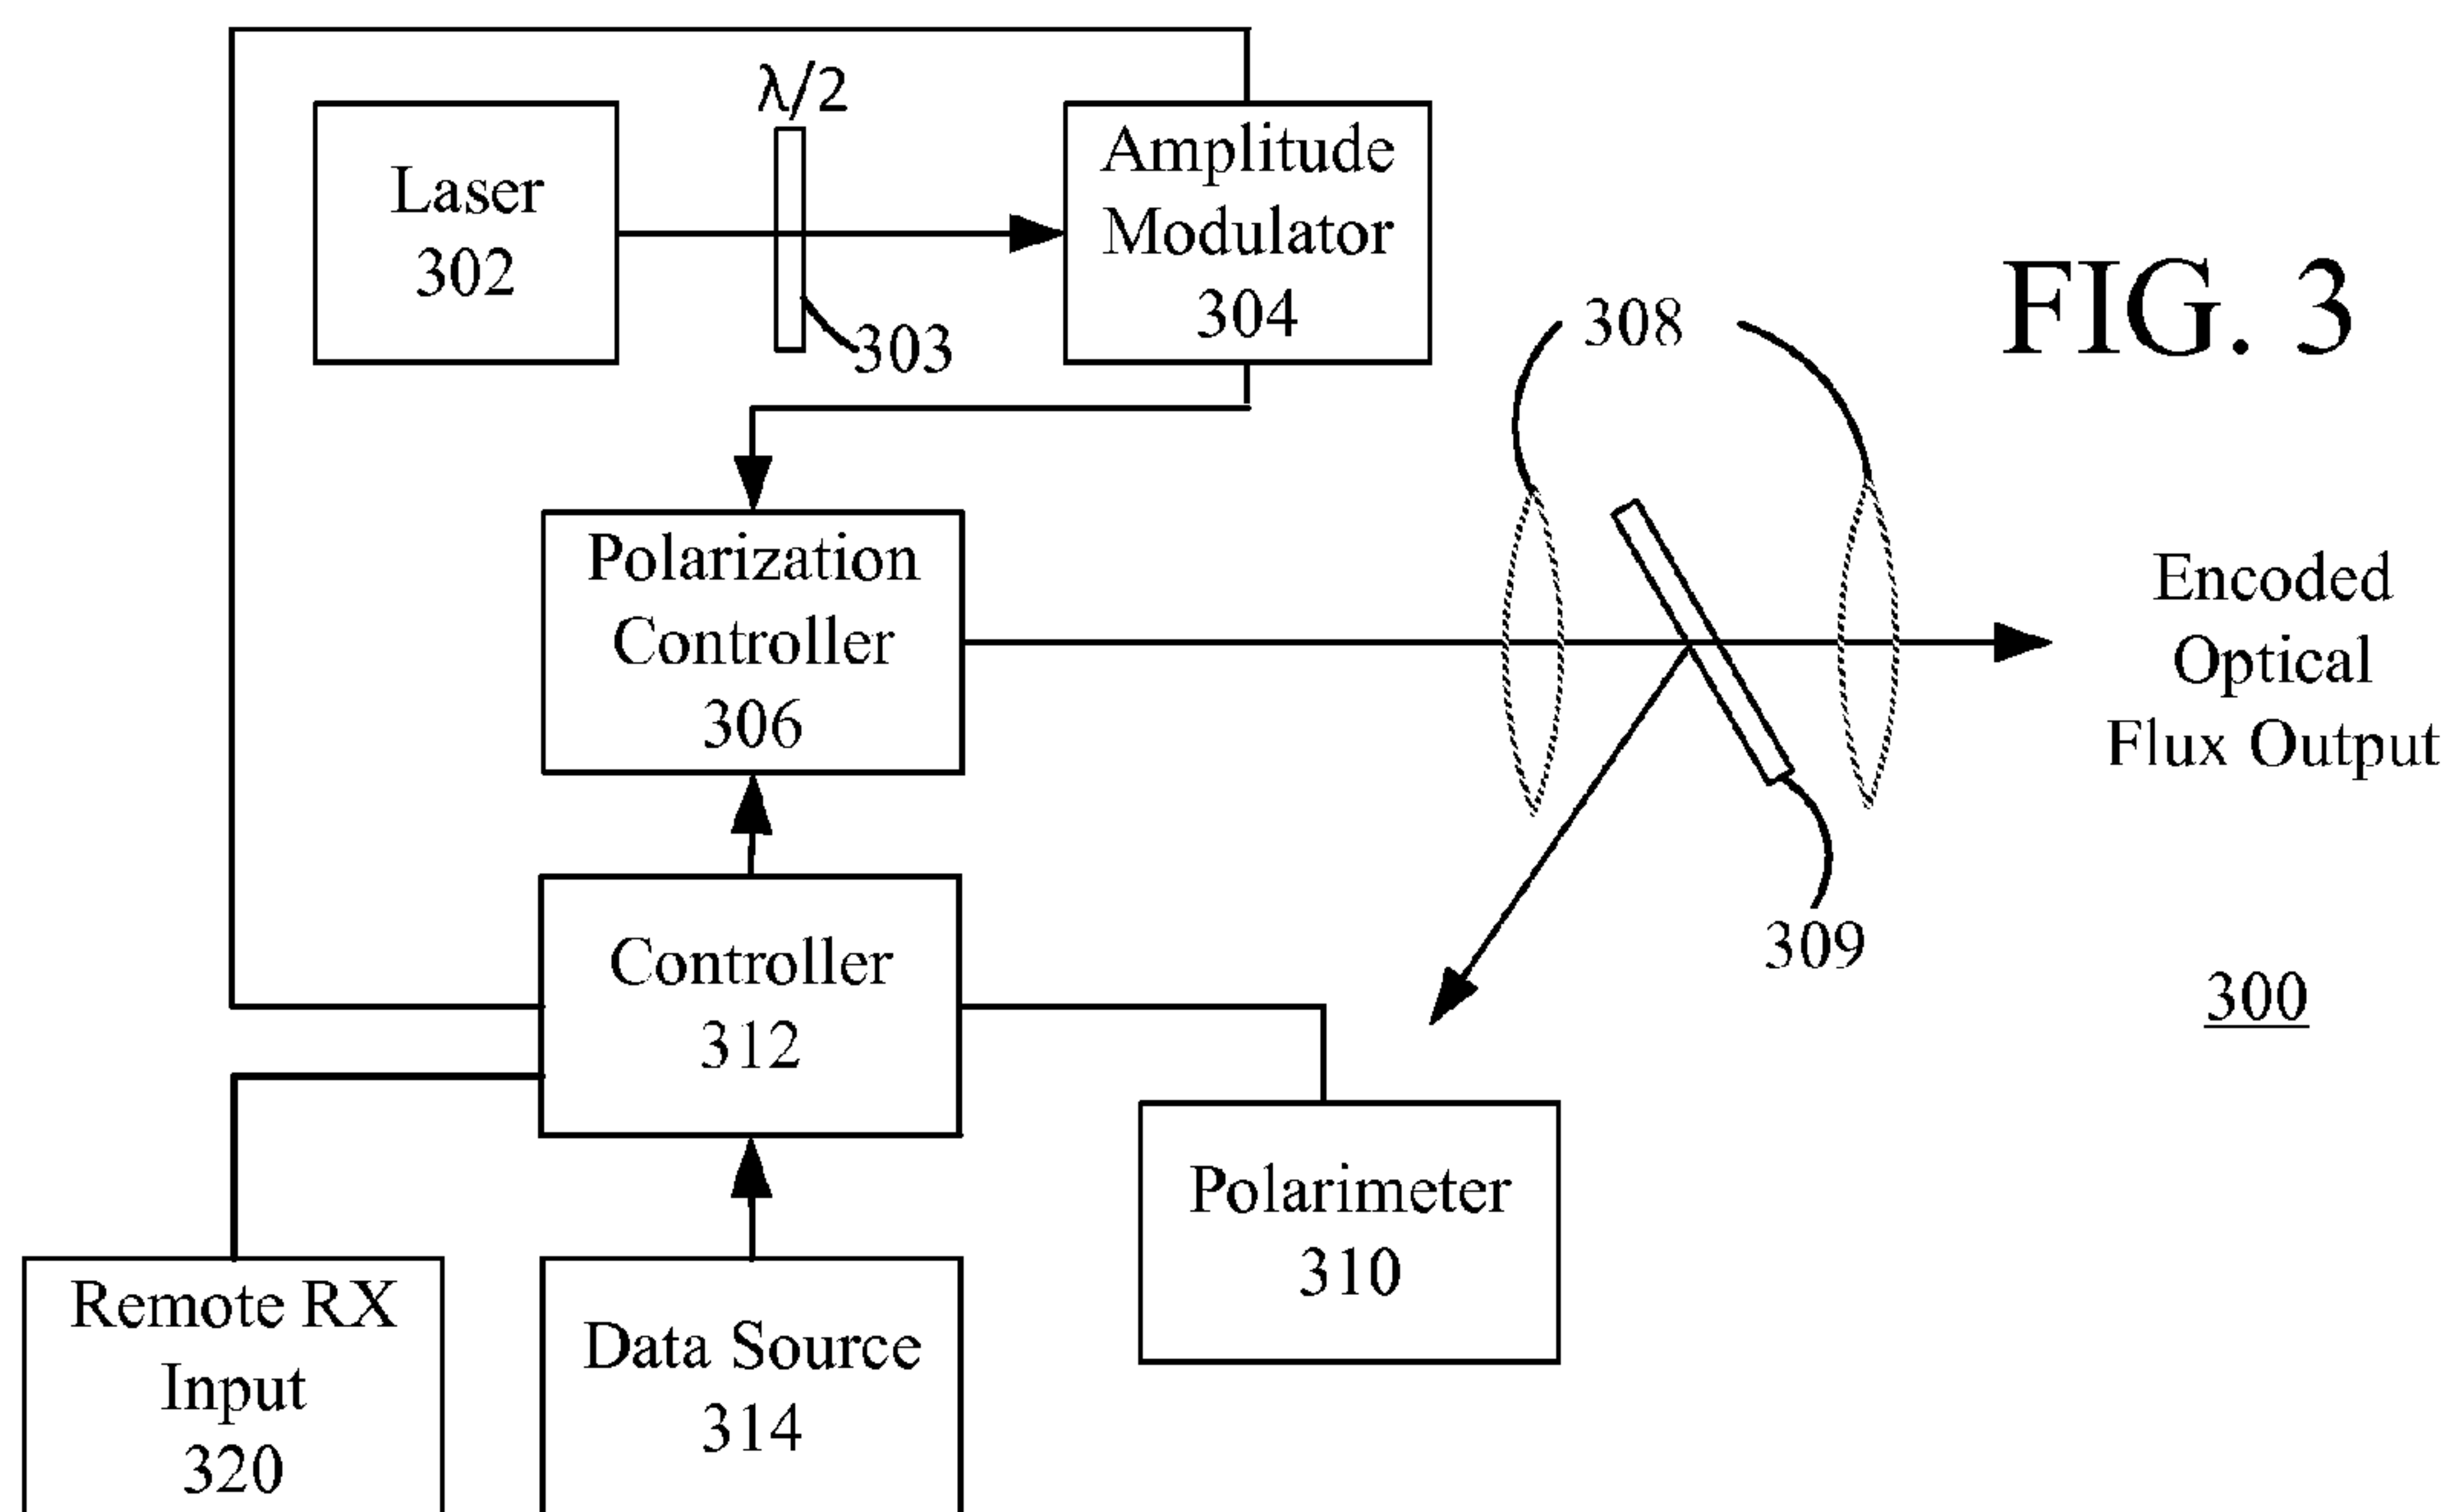 λ/2
Laser
302
303
Amplitude
Modulator
304
FIG. 3
308
Polarization
Controller
306
Encoded
Optical
Flux Output
309
300
Controller
312
Polarimeter
310
Remote RX
Input
320
Data Source
314